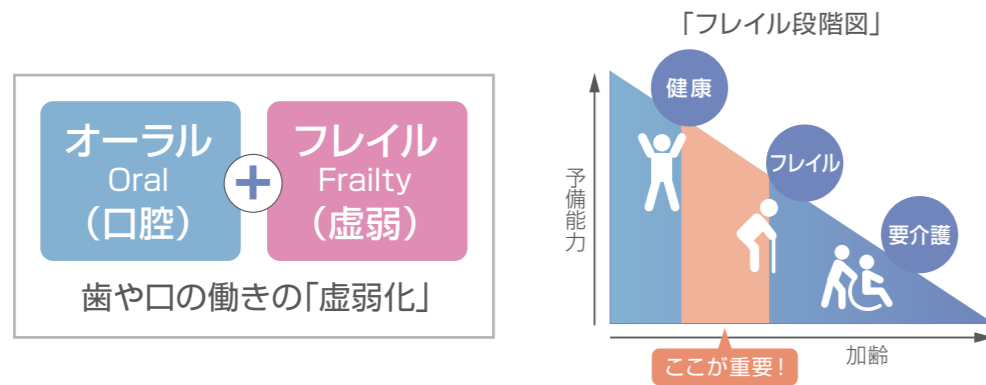 オーラル
Oral
（口腔）
+
フレイル
Frailty
（虚弱）
歯や口の働きの「虚弱化」
「フレイル段階図」
健康
フレイル
要介護
予備能力
加齢
ここが重要！